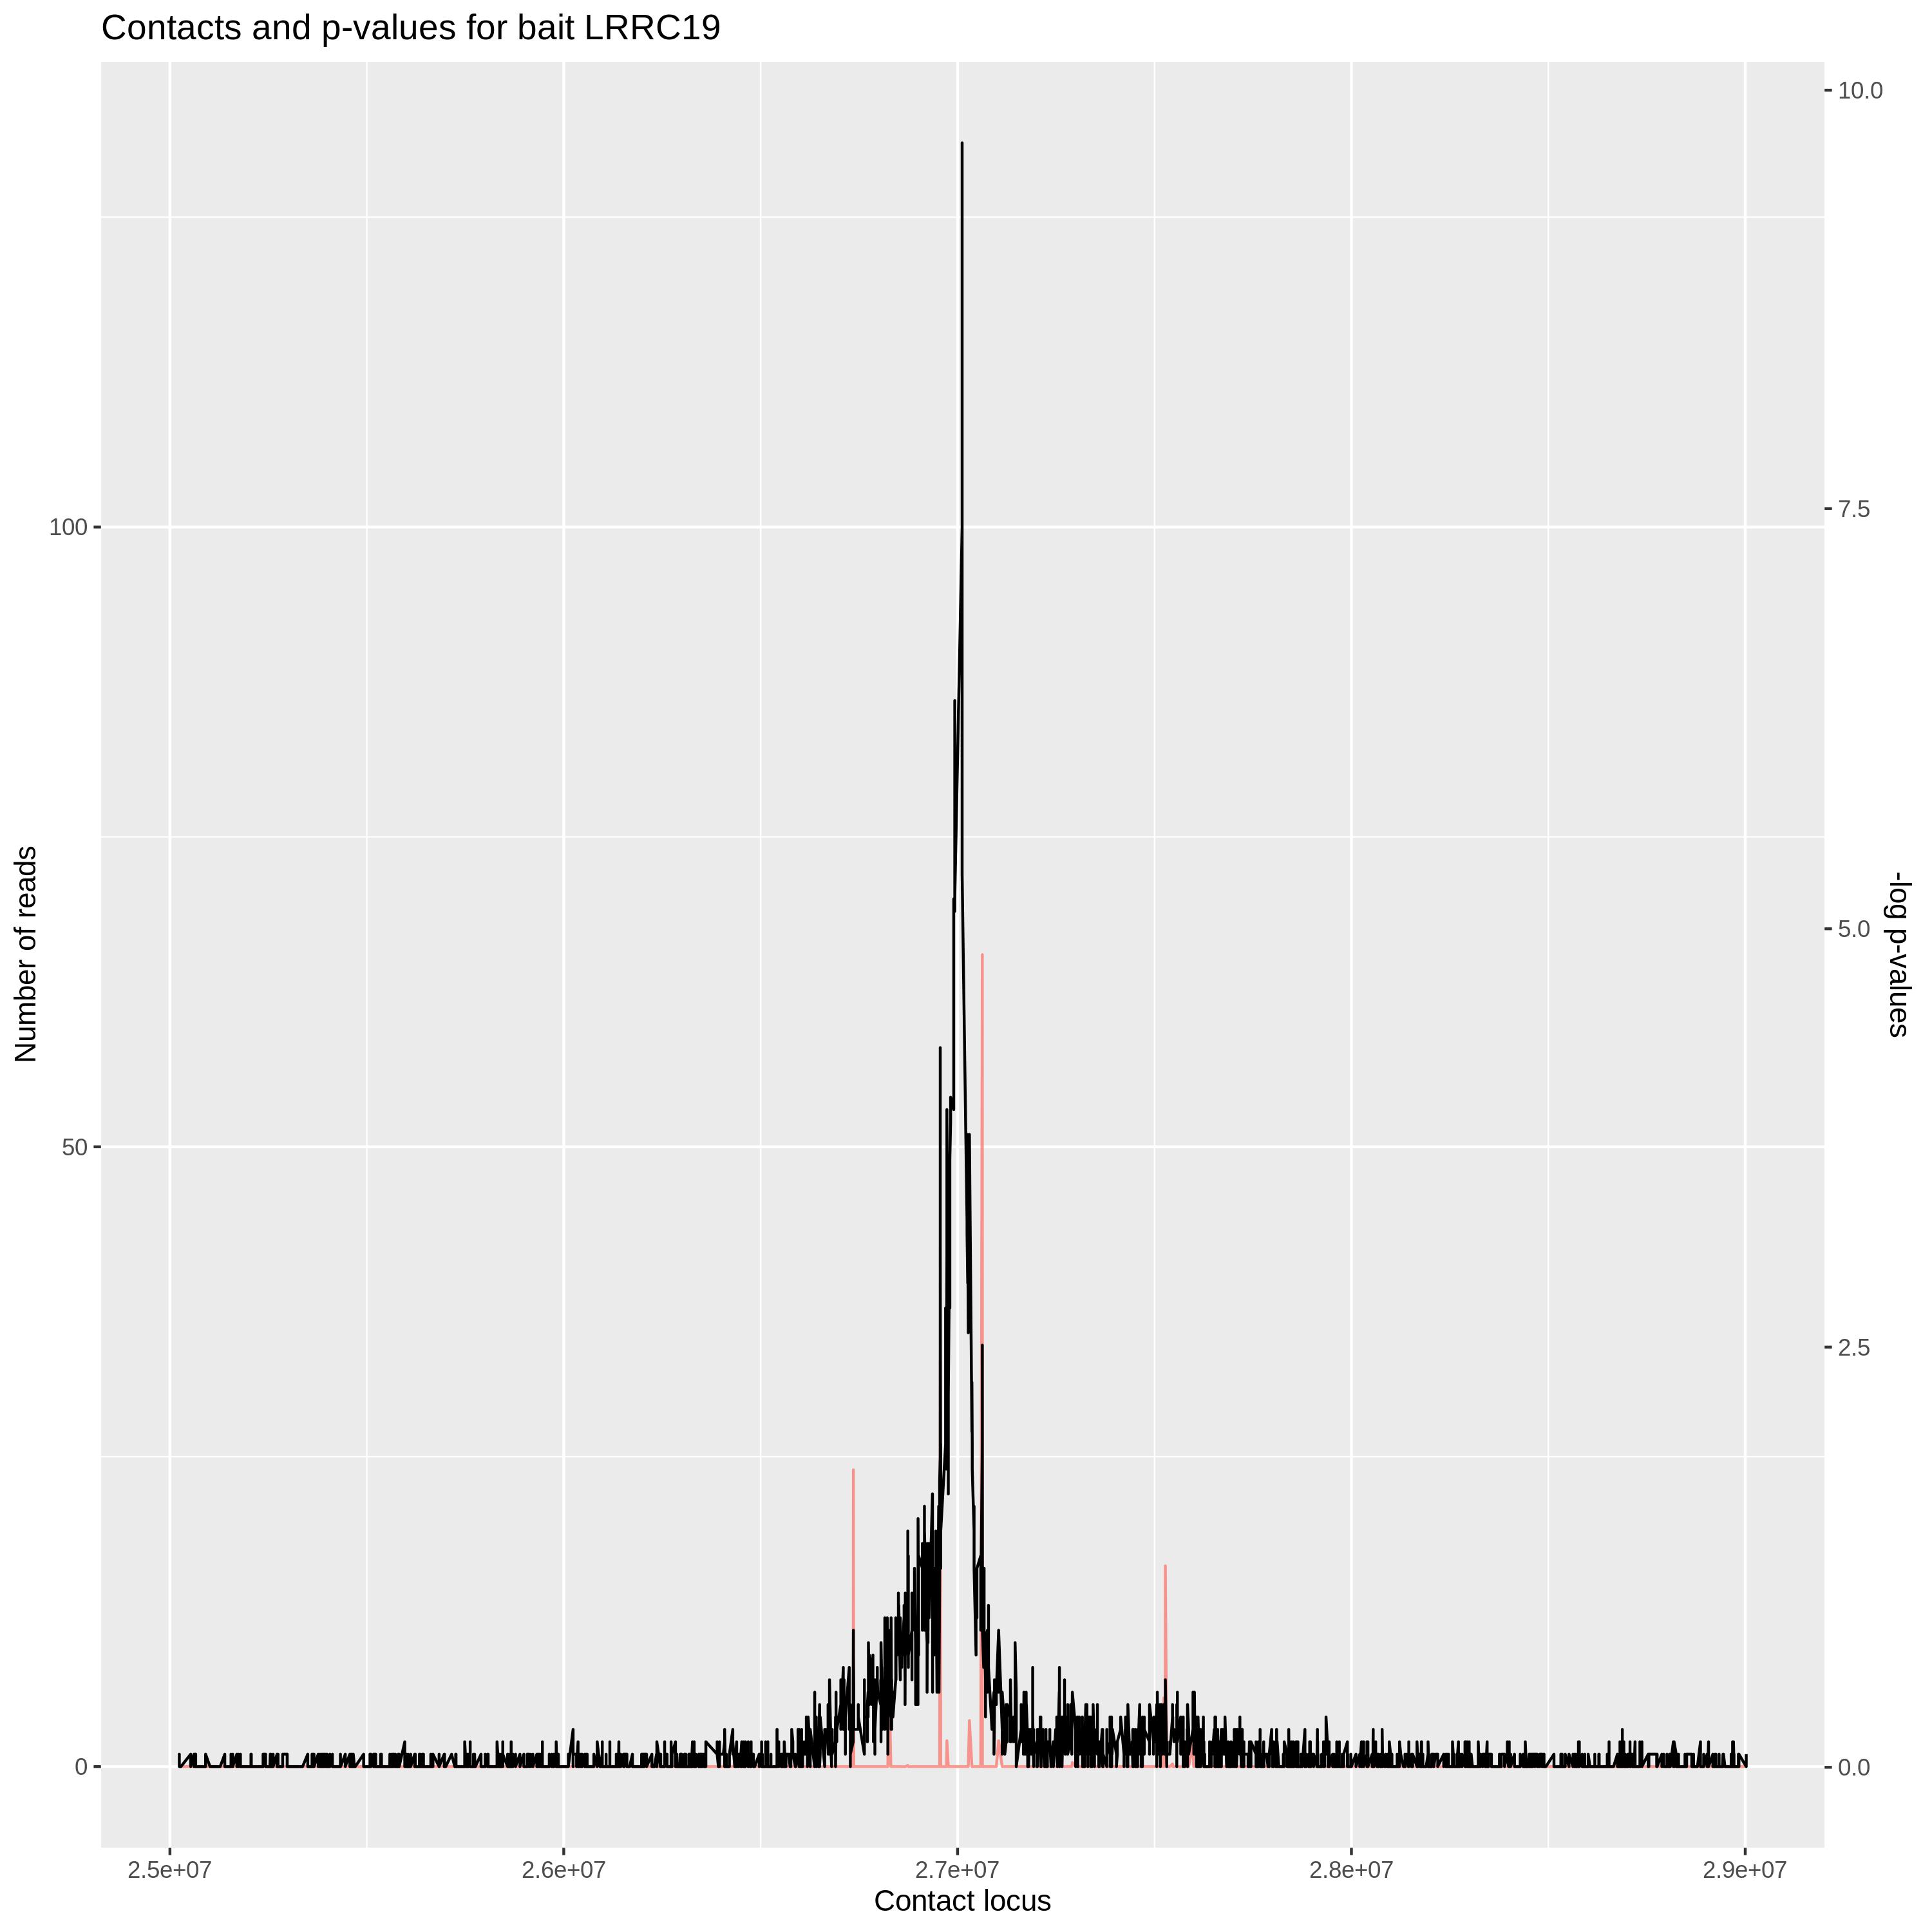 Contacts and p-values for bait LRRC19
10.0
7.5
5.0
2.5
0.0
100
50
0
Number of reads
-log p-values
2.5e+07 2.6e+07 2.7e+07 2.8e+07 2.9e+07
Contact locus